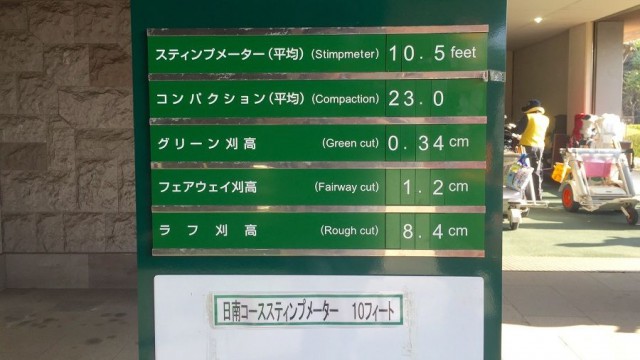 スティンプメーター(平均) (Stimpmeter) 10.5 feet
コンパクション(平均) (Compaction) 23.0
グリーン刈高 (Green cut) 0.34 cm
フェアウェイ刈高 (Fairway cut) 1.2 cm
ラフ刈高 (Rough cut) 8.4 cm
日南コーススティンプメーター 10フィート